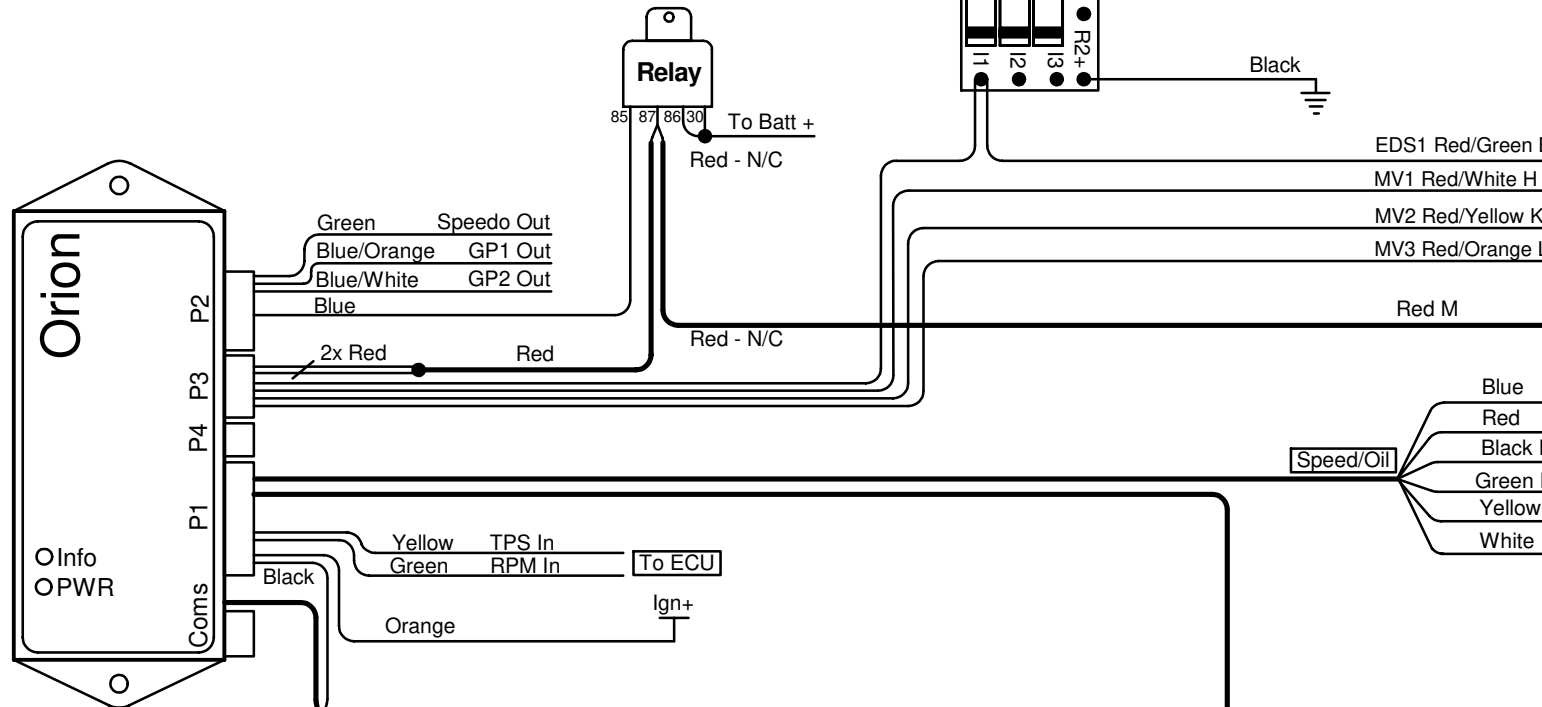 Relay
85 87 86 30
To Batt +
Red - N/C
I1 I2 I3 R2+
Black
EDS1 Red/Green
MV1 Red/White H
MV2 Red/Yellow K
MV3 Red/Orange L
Orion
P2
P3
P4
P1
Coms
Info
PWR
Green Speedo Out
Blue/Orange GP1 Out
Blue/White GP2 Out
Blue
Red - N/C
Red M
2x Red
Red
Speed/Oil
Blue
Red
Black
Green
Yellow
White
Yellow TPS In
Green RPM In
To ECU
Black
Ign+
Orange